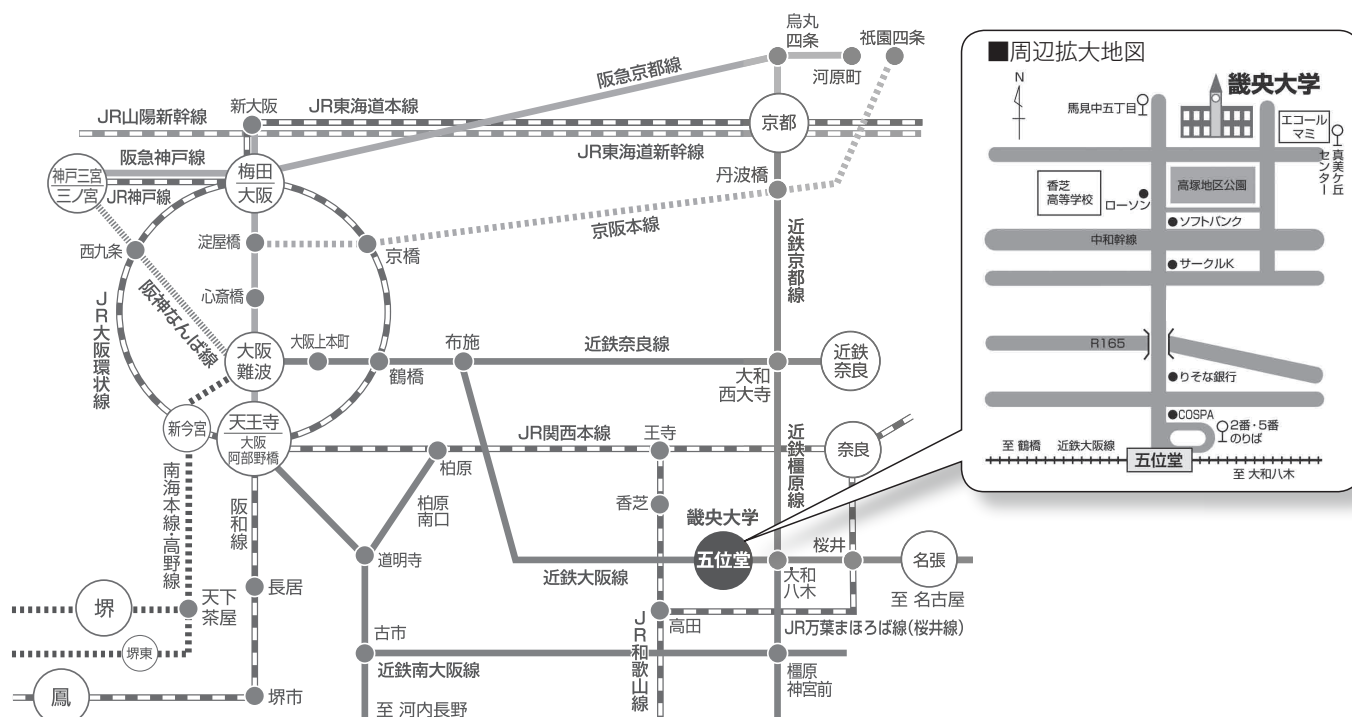 烏丸
四条
祇園四条
河原町
阪急京都線
新大阪
JR東海道本線
JR山陽新幹線
京都
JR東海道新幹線
阪急神戸線
神戸三宮
三ノ宮
JR神戸線
梅田
大阪
丹波橋
淀屋橋
京橋
京阪本線
西九条
近鉄京都線
心斎橋
阪神なんば線
JR大阪環状線
大阪
難波
大阪上本町
鶴橋
布施
近鉄奈良線
大和
西大寺
近鉄
奈良
新今宮
天王寺
大阪
阿部野橋
JR関西本線
柏原
王寺
近鉄橿原線
奈良
南海本線・高野線
阪和線
柏原
南口
香芝
畿央大学
五位堂
桜井
道明寺
近鉄大阪線
大和
八木
名張
至 名古屋
長居
堺
天下
茶屋
高田
JR万葉まほろば線(桜井線)
JR和歌山線
古市
堺東
近鉄南大阪線
橿原
神宮前
鳳
堺市
至 河内長野
■周辺拡大地図
N
畿央大学
馬見中五丁目
エコール
マミ
真美ケ丘
センター
香芝
高等学校
ローソン
高塚地区公園
ソフトバンク
中和幹線
サークルK
R165
りそな銀行
COSPA
2番・5番
のりば
至 鶴橋
近鉄大阪線
五位堂
至 大和八木